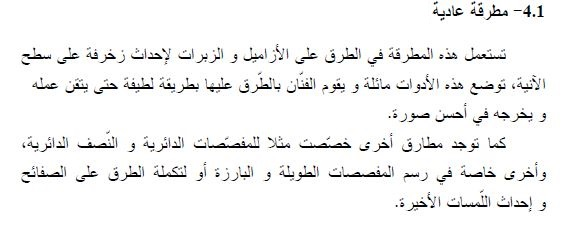 4.1- مطرقة عادية
تستعمل هذه المطرقة في الطرق على الأزاميل و الزبرات لإحداث زخرفة على سطح
الآنية، توضع هذه الأدوات مائلة و يقوم الفنّان بالطّرق عليها بطريقة لطيفة حتى يتقن عمله
و يخرجه في أحسن صورة.
كما توجد مطارق أخرى خصّصت مثلا للمفصّصات الدائرية و النّصف الدائرية،
وأخرى خاصة في رسم المفصصات الطويلة و البارزة أو لتكملة الطرق على الصفائح
و إحداث اللّمسات الأخيرة.